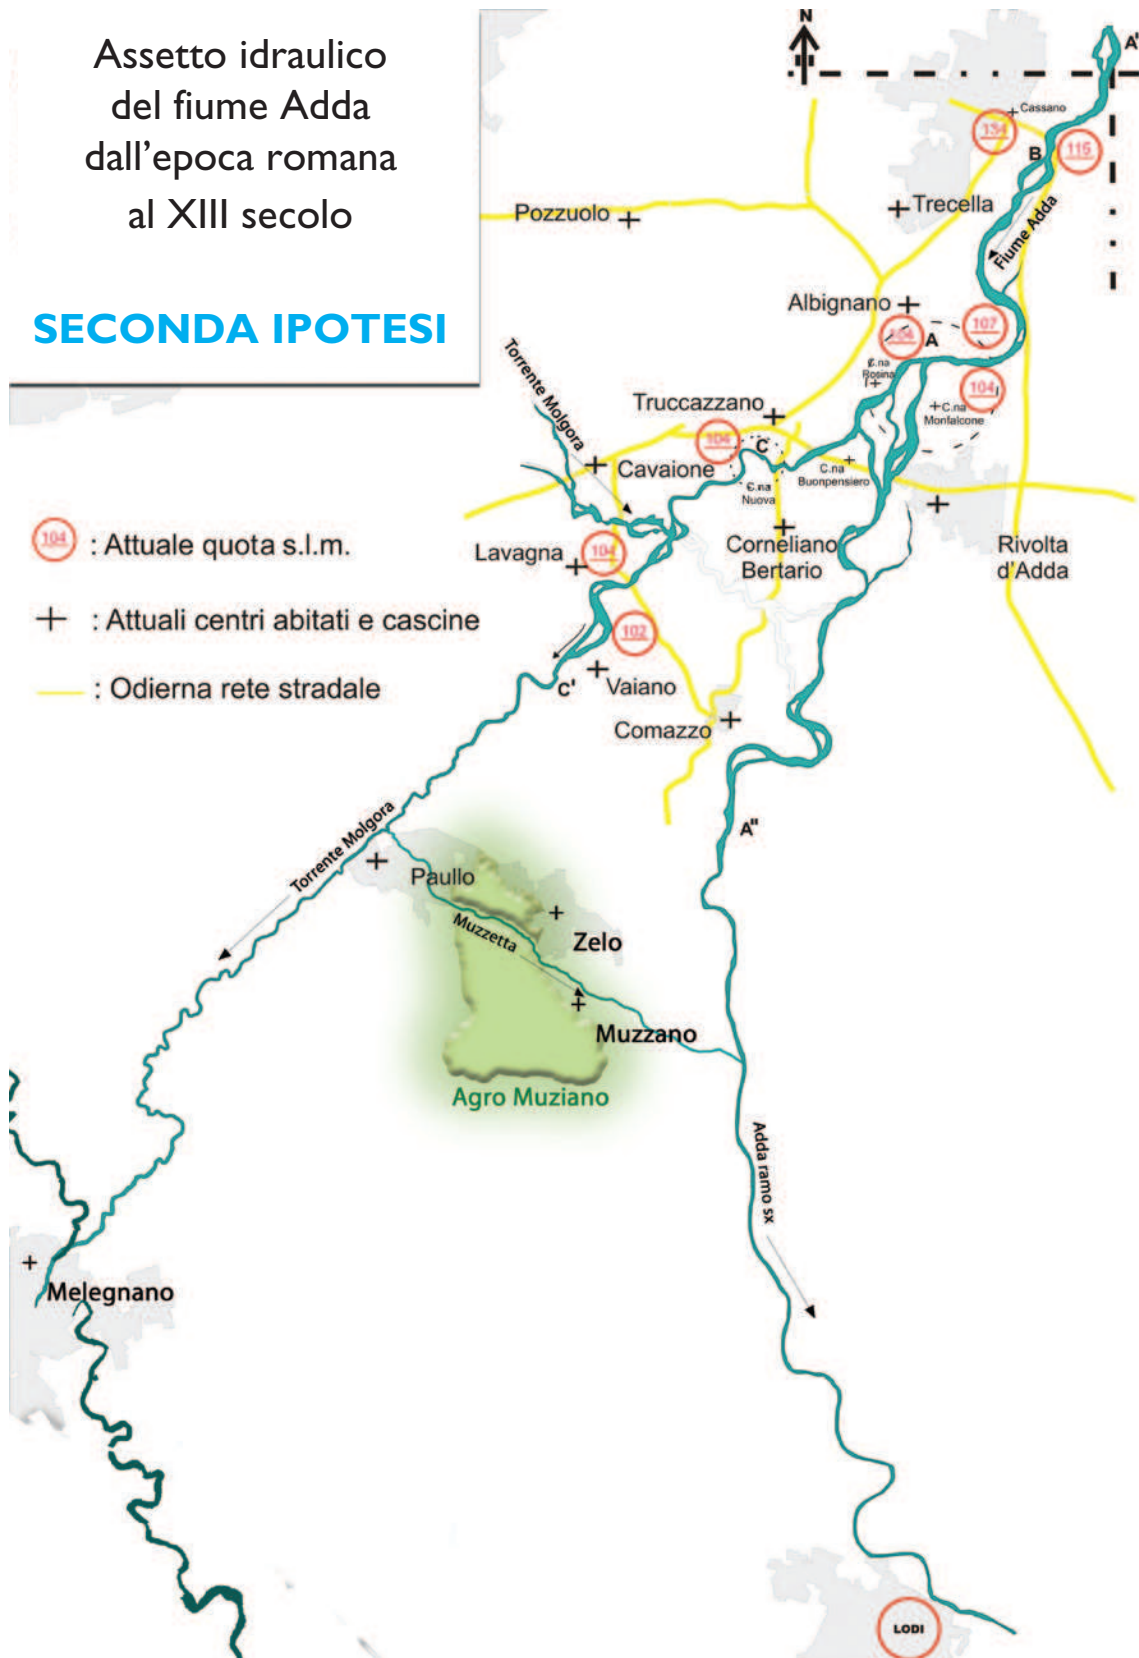 Assetto idraulico
del fiume Adda
dall'epoca romana
al XIII secolo
SECONDA IPOTESI
N
A'
Cassano
134
115
B
Trecella
Pozzuolo
Fiume Adda
Albignano
107
104
A
C.na
Rosina
104
C.na
Monfalcone
Torrente Molgora
Truccazzano
104
C
Cavaione
C.na
Buonpensiero
C.na
Nuova
104 : Attuale quota s.l.m.
Lavagna
104
Corneliano
Bertario
Rivolta
d'Adda
: Attuali centri abitati e cascine
102
: Odierna rete stradale
C'
Vaiano
Comazzo
A"
Torrente Molgora
Paullo
Muzzetta
Zelo
Muzzano
Agro Muziano
Adda ramo sx
Melegnano
LODI